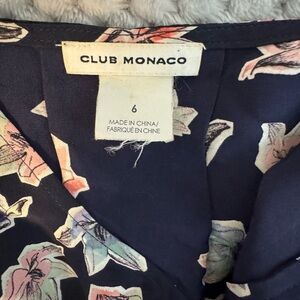 CLUB MONACO
6
MADE IN CHINA/
FABRIQUÉ EN CHINE